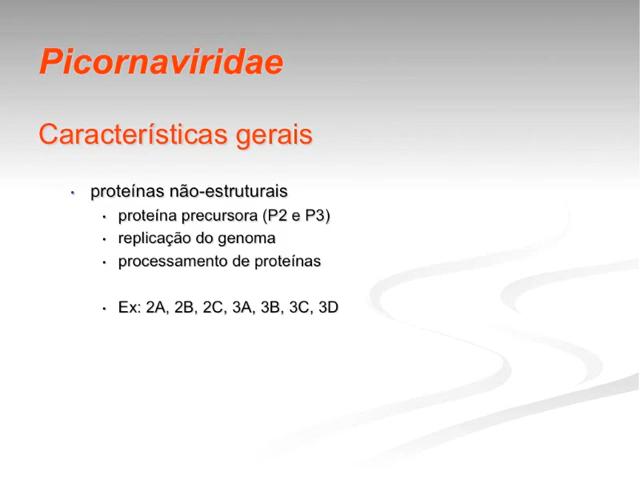 Picornaviridae
Características gerais
• proteínas não-estruturais
• proteína precursora (P2 e P3)
• replicação do genoma
• processamento de proteínas
• Ex: 2A, 2B, 2C, 3A, 3B, 3C, 3D